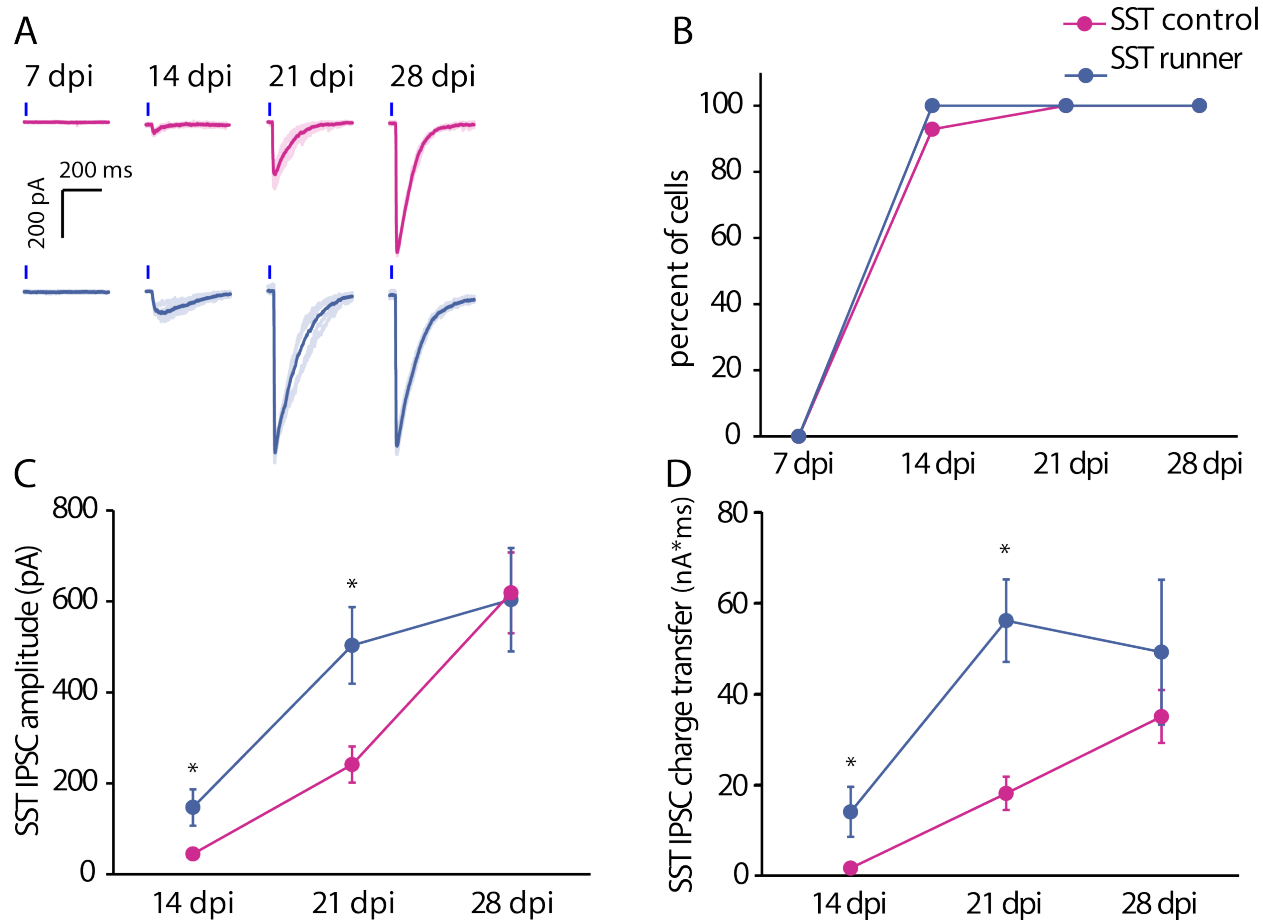 A
7 dpi 14 dpi 21 dpi 28 dpi
200 ms
200 pA
B
SST control
SST runner
100
80
60
40
20
0
percent of cells
7 dpi 14 dpi 21 dpi 28 dpi
C
800
600
400
200
0
SST IPSC amplitude (pA)
*
*
14 dpi 21 dpi 28 dpi
D
80
60
40
20
0
SST IPSC charge transfer (nA*ms)
*
*
14 dpi 21 dpi 28 dpi